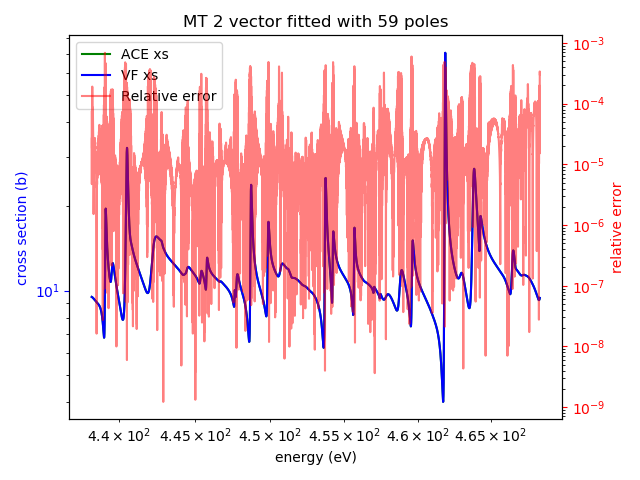 MT 2 vector fitted with 59 poles
ACE xs
VF xs
Relative error
cross section (b)
10¹
10⁻³
10⁻⁴
10⁻⁵
10⁻⁶
10⁻⁷
10⁻⁸
10⁻⁹
relative error
4.4 × 10² 4.45 × 10² 4.5 × 10² 4.55 × 10² 4.6 × 10² 4.65 × 10²
energy (eV)